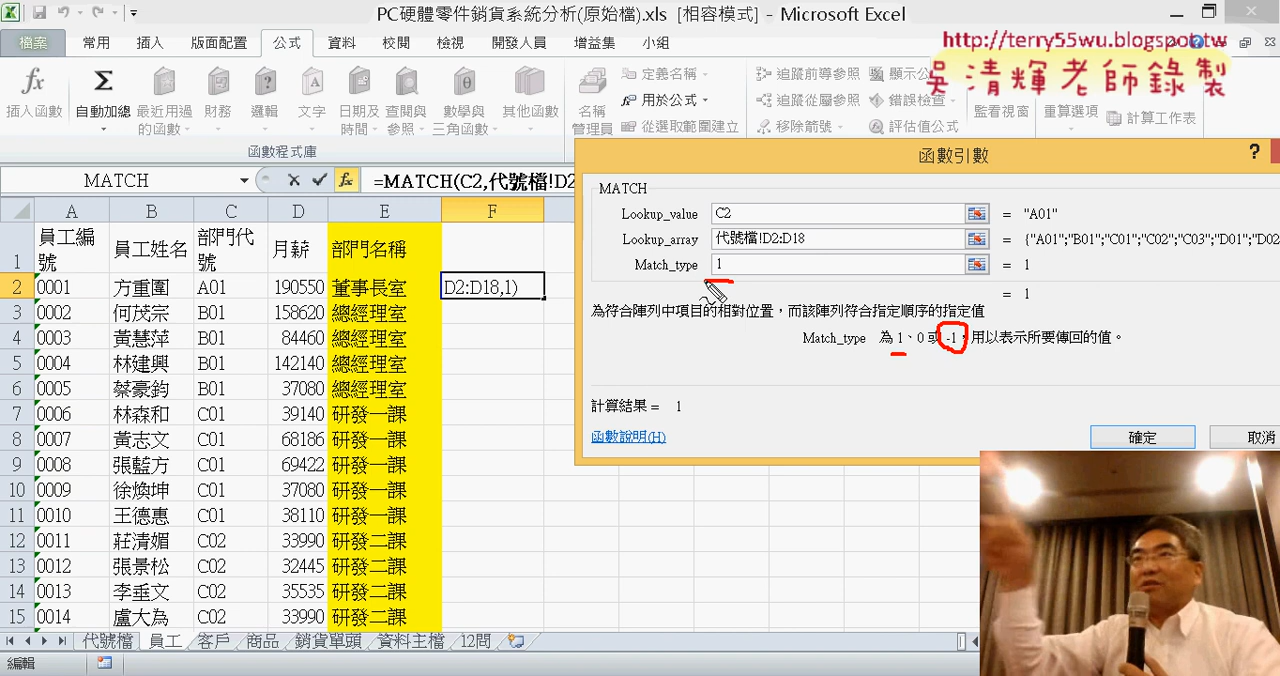 PC硬體零件銷貨系統分析(原始檔).xls [相容模式] - Microsoft Excel
檔案 常用 插入 版面配置 公式 資料 校閱 檢視 開發人員 增益集 小組
http://terry55wu.blogspot.tw
吳清輝老師錄製
插入函數 自動加總 最近用過的函數 財務 邏輯 文字 日期及時間 查閱與參照 數學與三角函數 其他函數
名稱管理員 定義名稱 用於公式 從選取範圍建立
追蹤前導參照 追蹤從屬參照 移除箭號 顯示公 錯誤檢查 評估值公式
監看視窗 重算選項 計算工作表
函數程式庫
MATCH =MATCH(C2,代號檔!D2
A B C D E F
1 員工編號 員工姓名 部門代號 月薪 部門名稱
2 0001 方重圍 A01 190550 董事長室 D2:D18,1)
3 0002 何茂宗 B01 158620 總經理室
4 0003 黃慧萍 B01 84460 總經理室
5 0004 林建興 B01 142140 總經理室
6 0005 蔡豪鈞 B01 37080 總經理室
7 0006 林森和 C01 39140 研發一課
8 0007 黃志文 C01 68186 研發一課
9 0008 張藍方 C01 69422 研發一課
10 0009 徐煥坤 C01 37080 研發一課
11 0010 王德惠 C01 38110 研發一課
12 0011 莊清媚 C02 33990 研發二課
13 0012 張景松 C02 32445 研發二課
14 0013 李垂文 C02 35535 研發二課
15 0014 盧大為 C02 33990 研發二課
函數引數 ?
MATCH
Lookup_value C2 = "A01"
Lookup_array 代號檔!D2:D18 = {"A01";"B01";"C01";"C02";"C03";"D01";"D02
Match_type 1 = 1
= 1
為符合陣列中項目的相對位置，而該陣列符合指定順序的指定值
Match_type 為 1、0 或 -1，用以表示所要傳回的值。
計算結果 = 1
函數說明(H)
確定 取消
代號檔 員工 客戶 商品 銷貨單頭 資料主檔 12問
編輯